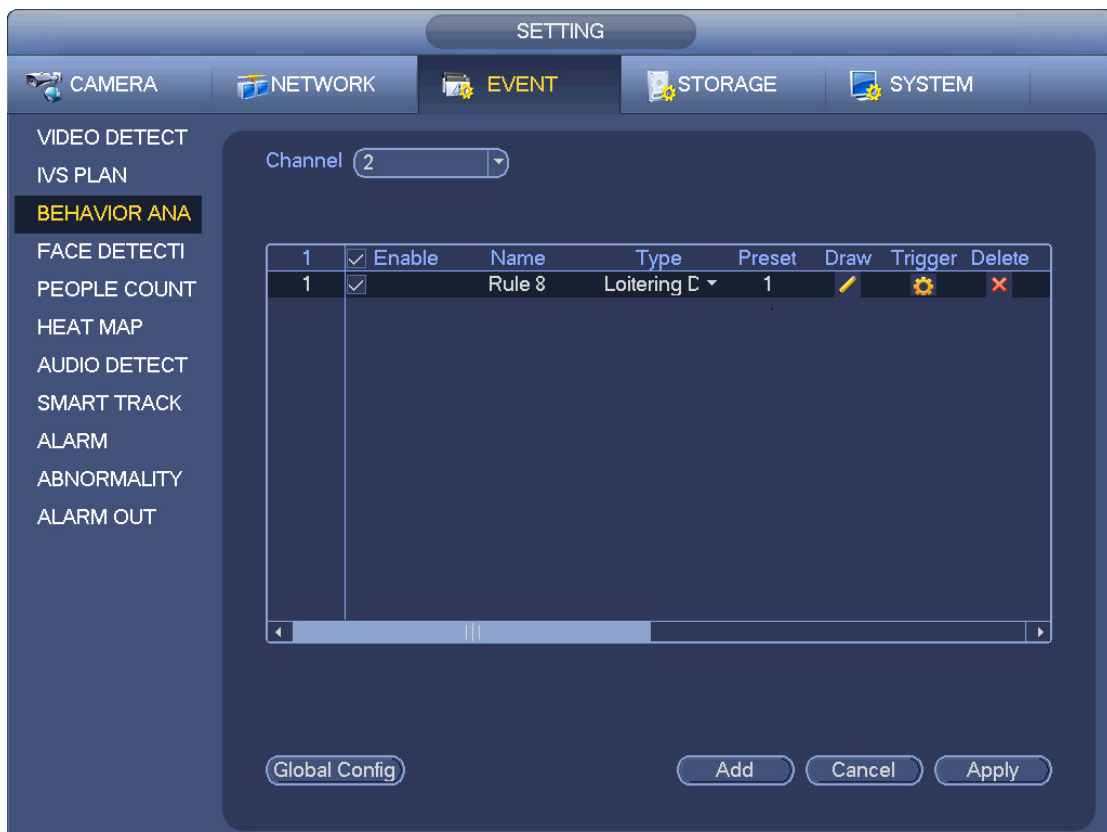 SETTING
CAMERA NETWORK EVENT STORAGE SYSTEM
VIDEO DETECT
IVS PLAN
BEHAVIOR ANA
FACE DETECTI
PEOPLE COUNT
HEAT MAP
AUDIO DETECT
SMART TRACK
ALARM
ABNORMALITY
ALARM OUT
Channel 2
1 Enable Name Type Preset Draw Trigger Delete
1 Rule 8 Loitering D 1
Global Config Add Cancel Apply